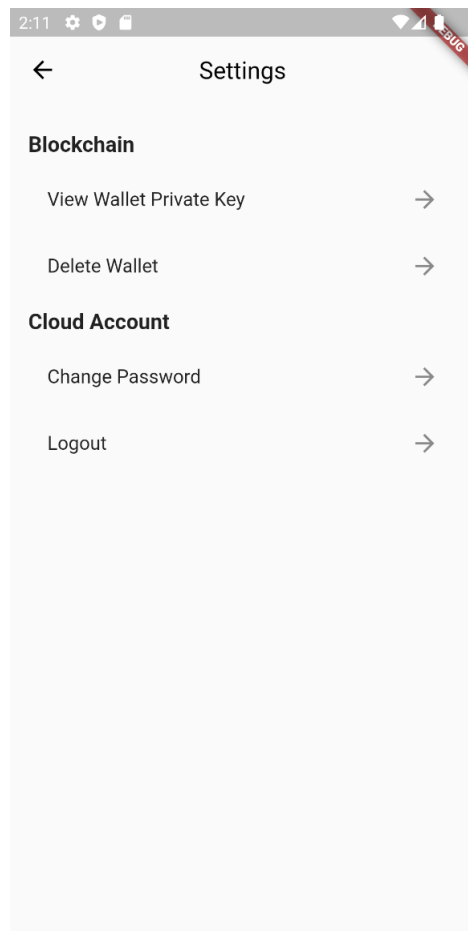 2:11
DEBUG
Settings
Blockchain
View Wallet Private Key
Delete Wallet
Cloud Account
Change Password
Logout